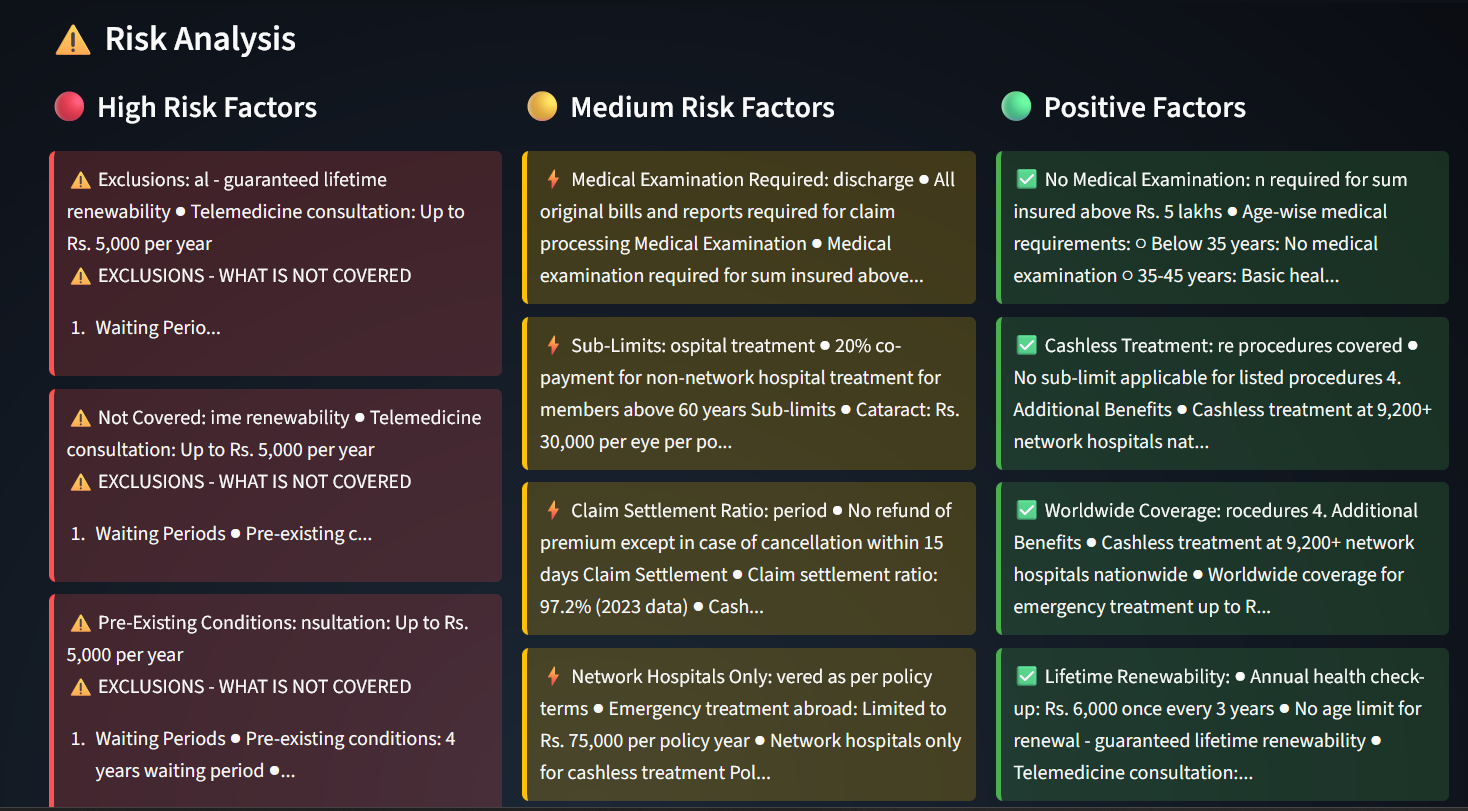 ⚠️ Risk Analysis
🔴 High Risk Factors
⚠️ Exclusions: al - guaranteed lifetime
renewability ● Telemedicine consultation: Up to
Rs. 5,000 per year
⚠️ EXCLUSIONS - WHAT IS NOT COVERED
1. Waiting Perio...
⚠️ Not Covered: ime renewability ● Telemedicine
consultation: Up to Rs. 5,000 per year
⚠️ EXCLUSIONS - WHAT IS NOT COVERED
1. Waiting Periods ● Pre-existing c...
⚠️ Pre-Existing Conditions: nsultation: Up to Rs.
5,000 per year
⚠️ EXCLUSIONS - WHAT IS NOT COVERED
1. Waiting Periods ● Pre-existing conditions: 4
years waiting period ●...
🟡 Medium Risk Factors
⚡ Medical Examination Required: discharge ● All
original bills and reports required for claim
processing Medical Examination ● Medical
examination required for sum insured above...
⚡ Sub-Limits: ospital treatment ● 20% co-
payment for non-network hospital treatment for
members above 60 years Sub-limits ● Cataract: Rs.
30,000 per eye per po...
⚡ Claim Settlement Ratio: period ● No refund of
premium except in case of cancellation within 15
days Claim Settlement ● Claim settlement ratio:
97.2% (2023 data) ● Cash...
⚡ Network Hospitals Only: vered as per policy
terms ● Emergency treatment abroad: Limited to
Rs. 75,000 per policy year ● Network hospitals only
for cashless treatment Pol...
🟢 Positive Factors
✅ No Medical Examination: n required for sum
insured above Rs. 5 lakhs ● Age-wise medical
requirements: ○ Below 35 years: No medical
examination ○ 35-45 years: Basic heal...
✅ Cashless Treatment: re procedures covered ●
No sub-limit applicable for listed procedures 4.
Additional Benefits ● Cashless treatment at 9,200+
network hospitals nat...
✅ Worldwide Coverage: rocedures 4. Additional
Benefits ● Cashless treatment at 9,200+ network
hospitals nationwide ● Worldwide coverage for
emergency treatment up to R...
✅ Lifetime Renewability: ● Annual health check-
up: Rs. 6,000 once every 3 years ● No age limit for
renewal - guaranteed lifetime renewability ●
Telemedicine consultation:...